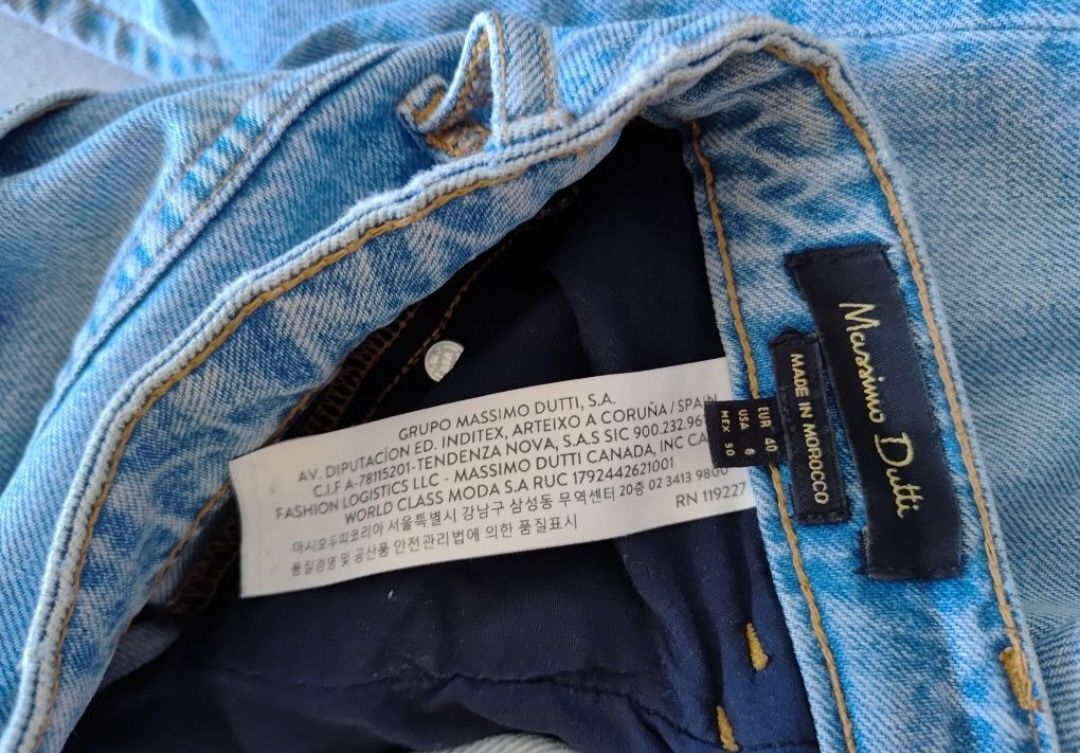 GRUPO MASSIMO DUTTI, S.A.
AV. DIPUTACÍON ED. INDITEX, ARTEIXO A CORUÑA / SPAIN
C.I.F A-78115201-TENDENZA NOVA, S.A.S SIC 900.232.96
FASHION LOGISTICS LLC - MASSIMO DUTTI CANADA, INC CA
WORLD CLASS MODA S.A RUC 1792442621001
마시모두띠코리아 서울특별시 강남구 삼성동 무역센터 20층 02 3413 9800
품질경영 및 공산품 안전관리법에 의한 품질표시
RN 119227
EUR 40
USA 8
MEX 30
MADE IN MOROCCO
Massimo Dutti